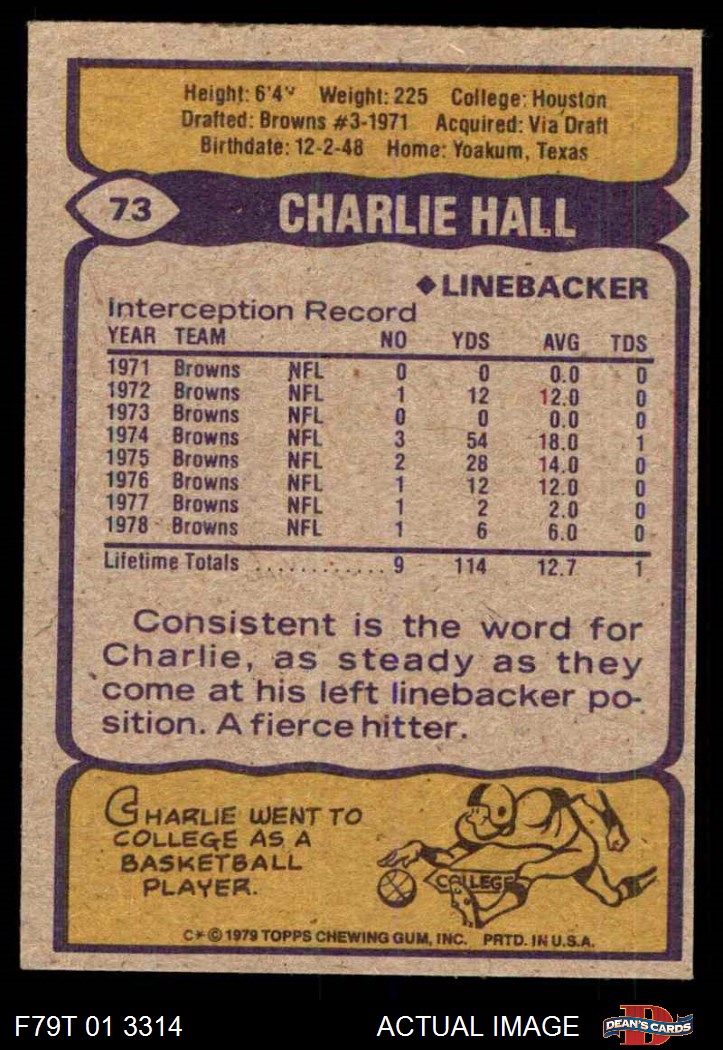 Height: 6'4" Weight: 225 College: Houston
Drafted: Browns #3-1971 Acquired: Via Draft
Birthdate: 12-2-48 Home: Yoakum, Texas
73 CHARLIE HALL
◆LINEBACKER
Interception Record
YEAR TEAM NO YDS AVG TDS
1971 Browns NFL 0 0 0.0 0
1972 Browns NFL 1 12 12.0 0
1973 Browns NFL 0 0 0.0 0
1974 Browns NFL 3 54 18.0 1
1975 Browns NFL 2 28 14.0 0
1976 Browns NFL 1 12 12.0 0
1977 Browns NFL 1 2 2.0 0
1978 Browns NFL 1 6 6.0 0
Lifetime Totals ............ 9 114 12.7 1
Consistent is the word for
Charlie, as steady as they
come at his left linebacker po-
sition. A fierce hitter.
CHARLIE WENT TO
COLLEGE AS A
BASKETBALL
PLAYER.
COLLEGE
C*© 1979 TOPPS CHEWING GUM, INC. PRTD. IN U.S.A.
F79T 01 3314 ACTUAL IMAGE D DEAN'S CARDS